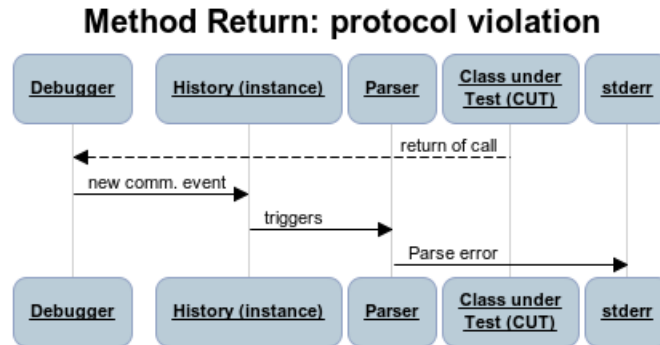 Method Return: protocol violation
Debugger
History (instance)
Parser
Class under
Test (CUT)
stderr
return of call
new comm. event
triggers
Parse error
Debugger
History (instance)
Parser
Class under
Test (CUT)
stderr